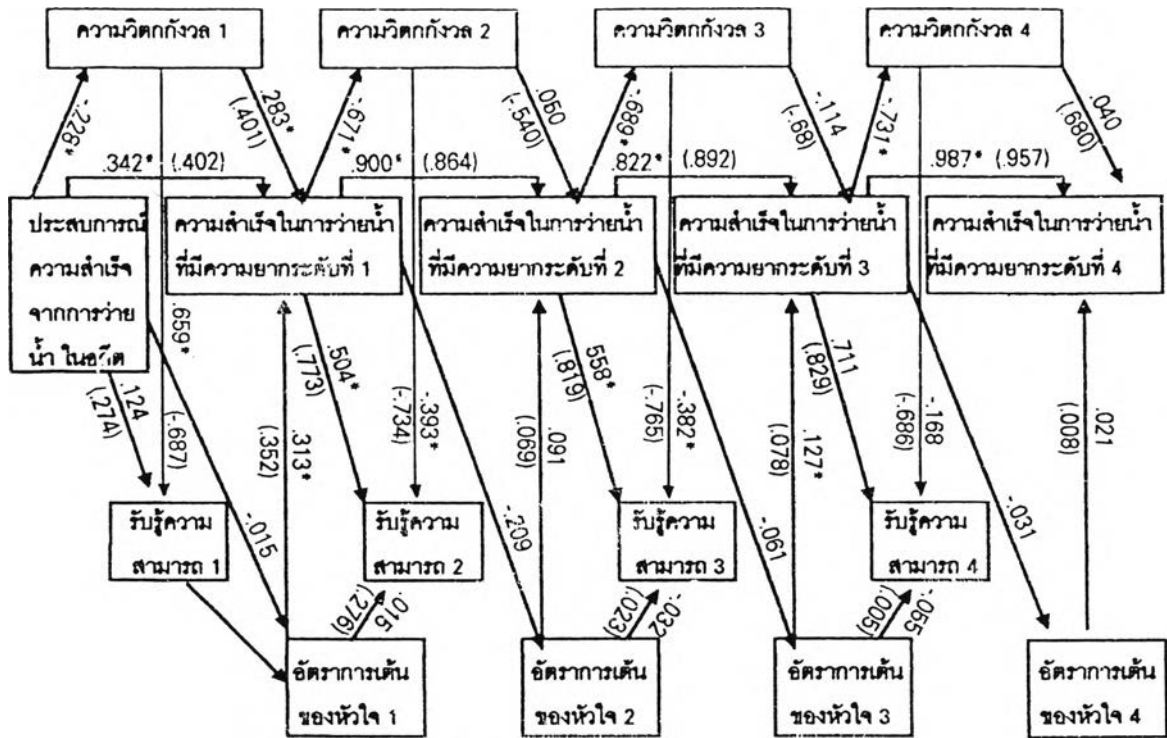 ความวิตกกังวล 1
ความวิตกกังวล 2
ความวิตกกังวล 3
ความวิตกกังวล 4
-.228*
.283*
(.401)
-.671*
.050
(-.540)
-.689*
-.114
(-.68)
-.731*
.040
(.680)
.342* (.402)
.900* (.864)
.822* (.892)
.987* (.957)
ประสบการณ์
ความสำเร็จ
จากการว่าย
น้ำ ในอดีต
ความสำเร็จในการว่ายน้ำ
ที่มีความยากระดับที่ 1
ความสำเร็จในการว่ายน้ำ
ที่มีความยากระดับที่ 2
ความสำเร็จในการว่ายน้ำ
ที่มีความยากระดับที่ 3
ความสำเร็จในการว่ายน้ำ
ที่มีความยากระดับที่ 4
.659*
(-.687)
.124
(.274)
-.015
.313*
(.352)
.504*
(.773)
-.393*
(-.734)
-.209
.091
(.069)
.558*
(.819)
-.382*
(-.765)
-.061
.127*
(.078)
.711
(.829)
-.168
(-.686)
-.031
.021
(.008)
รับรู้ความ
สามารถ 1
รับรู้ความ
สามารถ 2
รับรู้ความ
สามารถ 3
รับรู้ความ
สามารถ 4
.015
(.276)
-.032
(.023)
-.055
(.005)
อัตราการเต้น
ของหัวใจ 1
อัตราการเต้น
ของหัวใจ 2
อัตราการเต้น
ของหัวใจ 3
อัตราการเต้น
ของหัวใจ 4